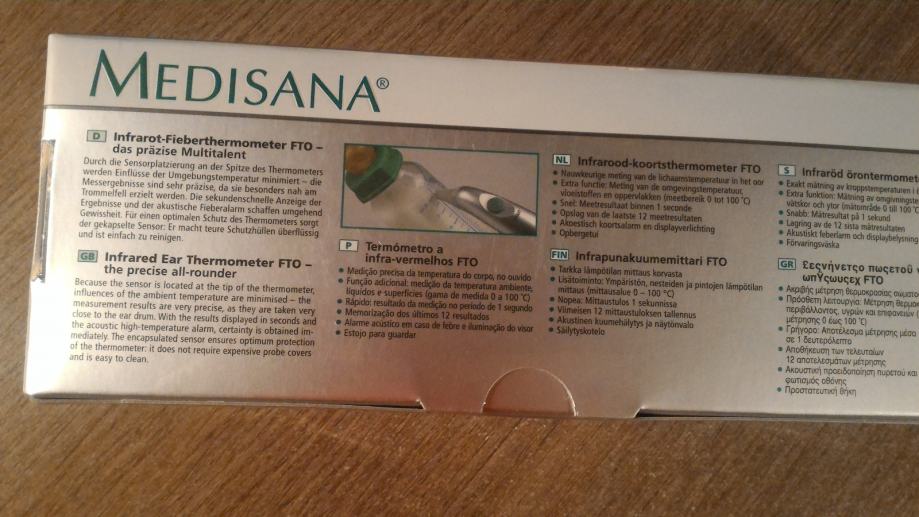 MEDISANA®
D Infrarot-Fieberthermometer FTO –
das präzise Multitalent
Durch die Sensorplatzierung an der Spitze des Thermometers
werden Einflüsse der Umgebungstemperatur minimiert – die
Messergebnisse sind sehr präzise, da sie besonders nah am
Trommelfell erzielt werden. Die sekundenschnelle Anzeige der
Ergebnisse und der akustische Fieberalarm schaffen umgehend
Gewissheit. Für einen optimalen Schutz des Thermometers sorgt
der gekapselte Sensor: Er macht teure Schutzhüllen überflüssig
und ist einfach zu reinigen.
GB Infrared Ear Thermometer FTO –
the precise all-rounder
Because the sensor is located at the tip of the thermometer,
influences of the ambient temperature are minimised – the
measurement results are very precise, as they are taken very
close to the ear drum. With the results displayed in seconds and
the acoustic high-temperature alarm, certainty is obtained im-
mediately. The encapsulated sensor ensures optimum protection
of the thermometer: it does not require expensive probe covers
and is easy to clean.
P Termómetro a
infra-vermelhos FTO
• Medição precisa da temperatura do corpo, no ouvido
• Função adicional: medição da temperatura ambiente,
líquidos e superfícies (gama de medida 0 a 100 °C)
• Rápido: resultado da medição no período de 1 segundo
• Memorização dos últimos 12 resultados
• Alarme acústico em caso de febre e iluminação do visor
• Estojo para guardar
NL Infrarood-koortsthermometer FTO
• Nauwkeurige meting van de lichaamstemperatuur in het oor
• Extra functie: Meting van de omgevingstemperatuur,
vloeistoffen en oppervlakten (meetbereik 0 tot 100 °C)
• Snel: Meetresultaat binnen 1 seconde
• Opslag van de laatste 12 meetresultaten
• Akoestisch koortsalarm en displayverlichting
• Opbergetui
FIN Infrapunakuumemittari FTO
• Tarkka lämpötilan mittaus korvasta
• Lisätoiminto: Ympäristön, nesteiden ja pintojen lämpötilan
mittaus (mittausalue 0 – 100 °C)
• Nopea: Mittaustulos 1 sekunnissa
• Viimeisen 12 mittaustuloksen tallennus
• Akustinen kuumehälytys ja näytönvalo
• Säilytyskotelo
S Infraröd örontermomet
• Exakt mätning av kroppstemperaturen i
• Extra funktion: Mätning av omgivningste
vätskor och ytor (mätområde 0 till 100 °C
• Snabb: Mätresultat på 1 sekund
• Lagring av de 12 sista mätresultaten
• Akustiskt feberlarm och displaybelysning
• Förvaringsväska
GR
FTO
• Ακριβής μέτρηση θερμοκρασίας σώματο
• Πρόσθετη λειτουργία: Μέτρηση θερμο
περιβάλλοντος, υγρών και επιφανειών (
μέτρησης 0 έως 100 °C)
• Γρήγορο: Αποτέλεσμα μέτρησης μέσα
σε 1 δευτερόλεπτο
• Αποθήκευση των τελευταίων
12 αποτελεσμάτων μέτρησης
• Ακουστική προειδοποίηση πυρετού και
φωτισμός οθόνης
• Προστατευτική θήκη